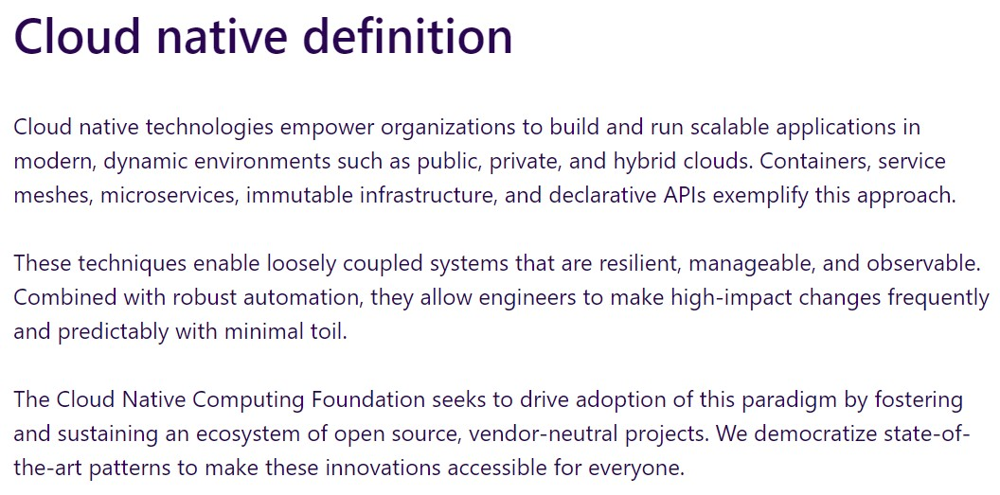 Cloud native definition
Cloud native technologies empower organizations to build and run scalable applications in
modern, dynamic environments such as public, private, and hybrid clouds. Containers, service
meshes, microservices, immutable infrastructure, and declarative APIs exemplify this approach.
These techniques enable loosely coupled systems that are resilient, manageable, and observable.
Combined with robust automation, they allow engineers to make high-impact changes frequently
and predictably with minimal toil.
The Cloud Native Computing Foundation seeks to drive adoption of this paradigm by fostering
and sustaining an ecosystem of open source, vendor-neutral projects. We democratize state-of-
the-art patterns to make these innovations accessible for everyone.